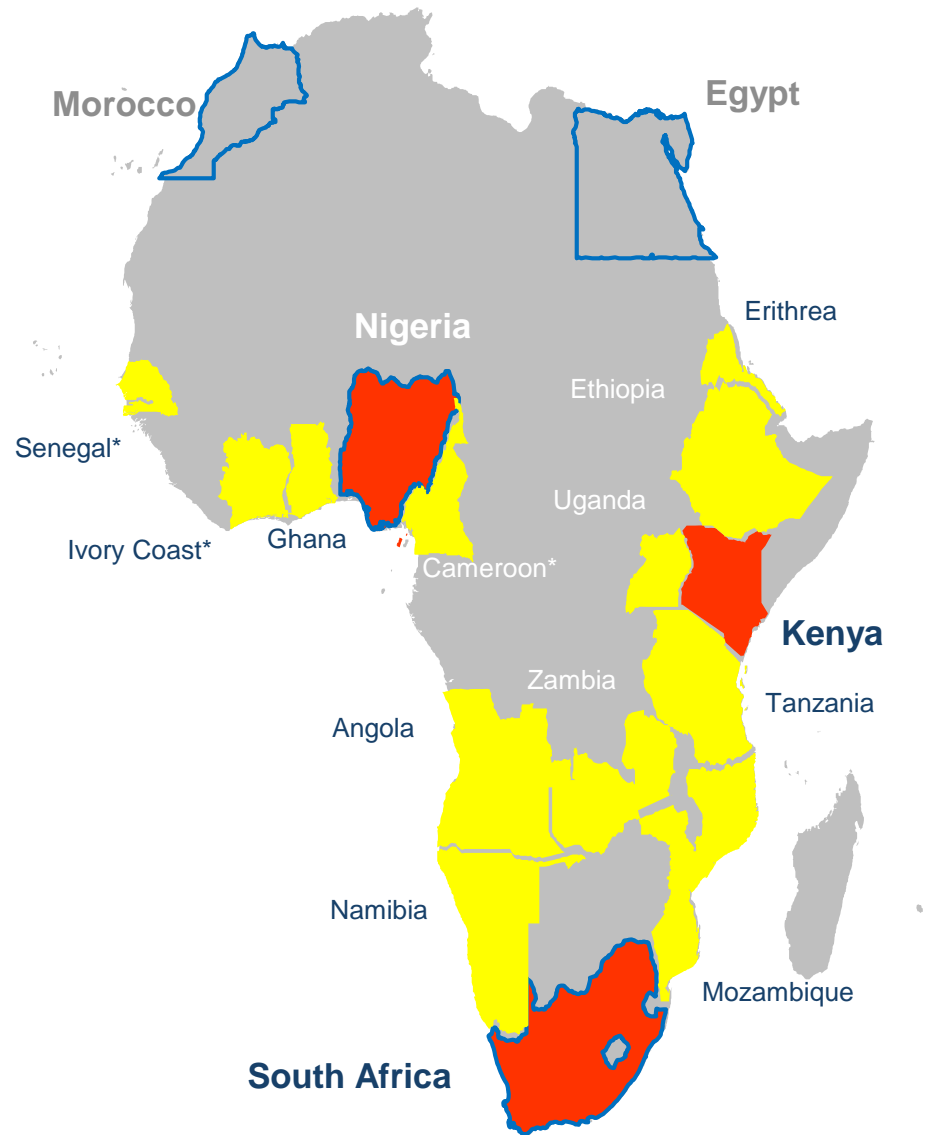 Morocco
Egypt
Erithrea
Nigeria
Ethiopia
Senegal*
Uganda
Ivory Coast*
Ghana
Cameroon*
Kenya
Zambia
Tanzania
Angola
Namibia
Mozambique
South Africa